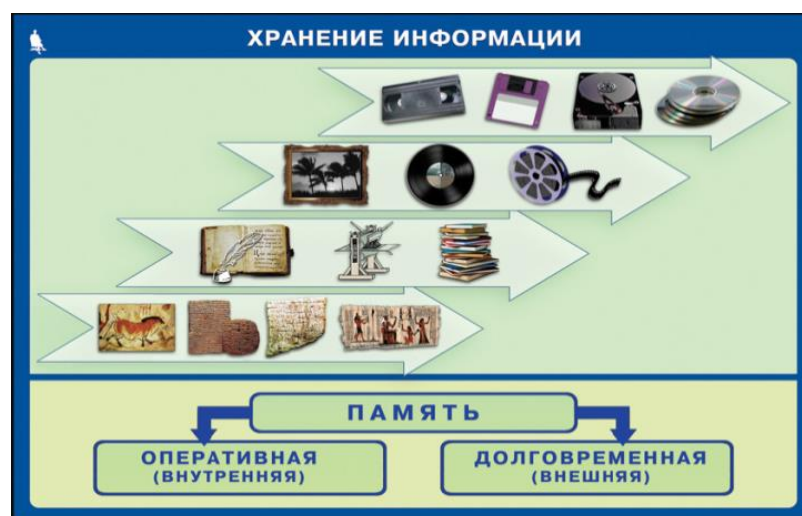 ХРАНЕНИЕ ИНФОРМАЦИИ
ПАМЯТЬ
ОПЕРАТИВНАЯ
(ВНУТРЕННЯЯ)
ДОЛГОВРЕМЕННАЯ
(ВНЕШНЯЯ)